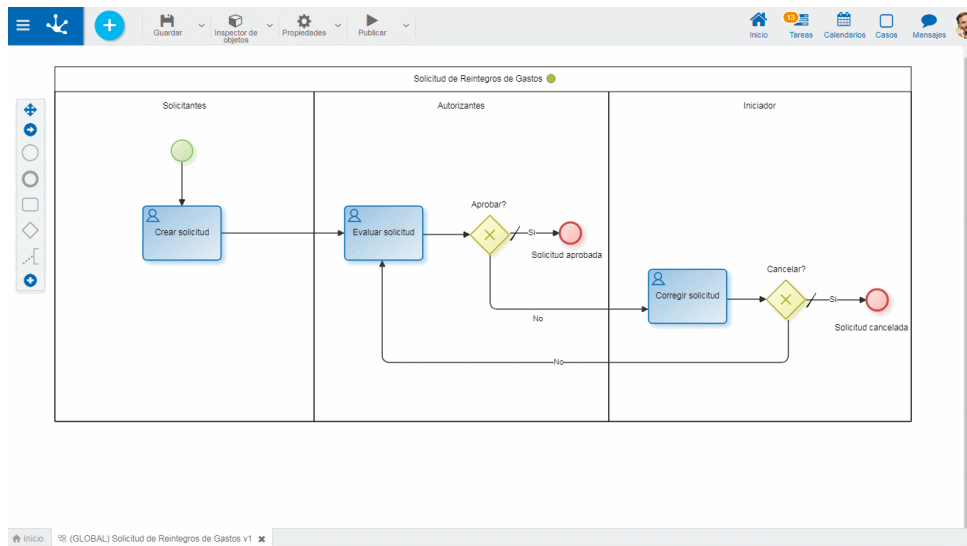 Guardar
Inspector de
objetos
Propiedades
Publicar
Inicio
13
Tareas
Calendarios
Casos
Mensajes
Solicitud de Reintegros de Gastos
Solicitantes
Autorizantes
Iniciador
Crear solicitud
Evaluar solicitud
Aprobar?
Si
Solicitud aprobada
No
Corregir solicitud
Cancelar?
Si
Solicitud cancelada
No
Inicio
(GLOBAL) Solicitud de Reintegros de Gastos v1